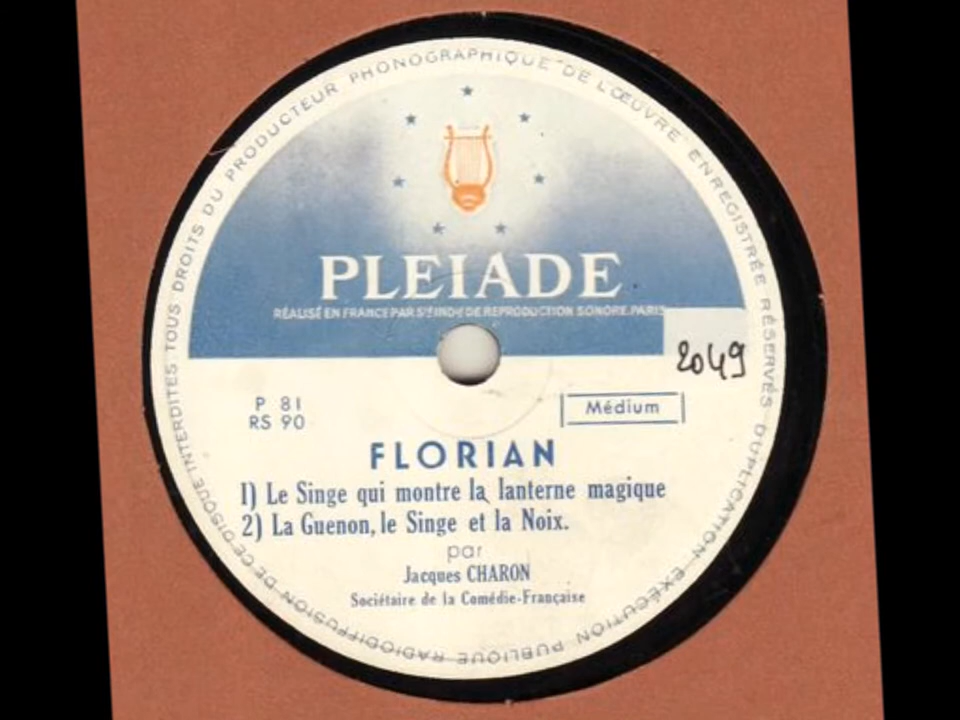 TOUS DROITS DU PRODUCTEUR PHONOGRAPHIQUE DE L'ŒUVRE ENREGISTRÉE RÉSERVÉS DUPLICATION EXÉCUTION PUBLIQUE RADIODIFFUSION DE CE DISQUE INTERDITES
PLEIADE
RÉALISÉ EN FRANCE PAR Sté INDle DE REPRODUCTION SONORE.PARIS
2049
P 81
RS 90
Médium
FLORIAN
1) Le Singe qui montre la lanterne magique
2) La Guenon, le Singe et la Noix.
par
Jacques CHARON
Sociétaire de la Comédie-Française